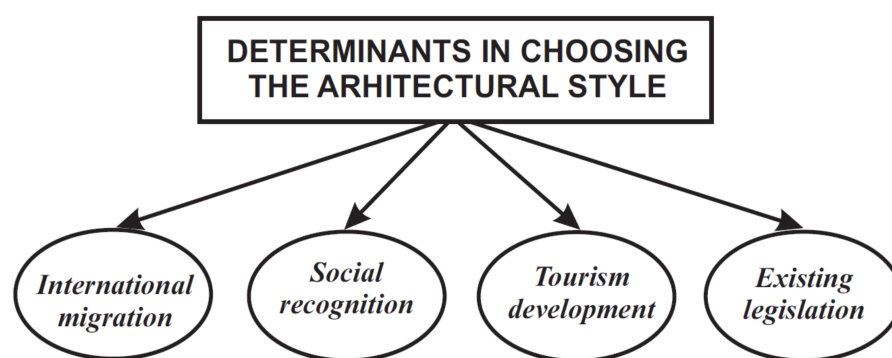 DETERMINANTS IN CHOOSING
THE ARHITECTURAL STYLE
International
migration
Social
recognition
Tourism
development
Existing
legislation